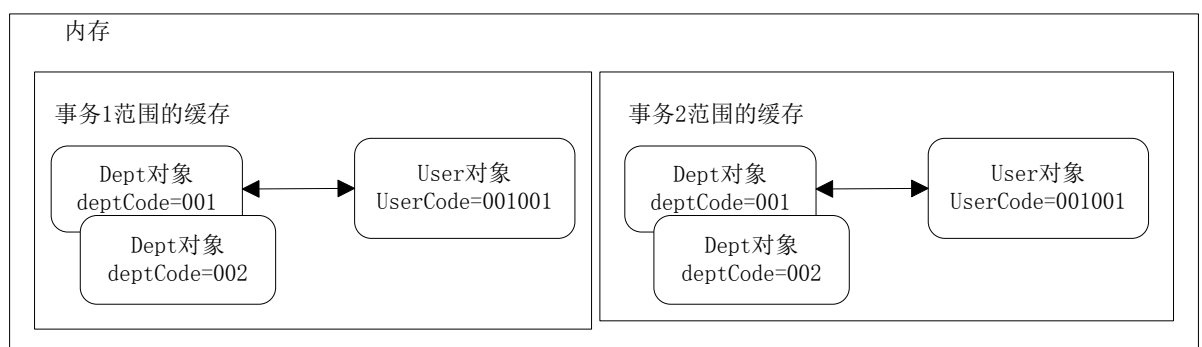 内存
事务1范围的缓存
Dept对象
deptCode=001
User对象
UserCode=001001
Dept对象
deptCode=002
事务2范围的缓存
Dept对象
deptCode=001
User对象
UserCode=001001
Dept对象
deptCode=002